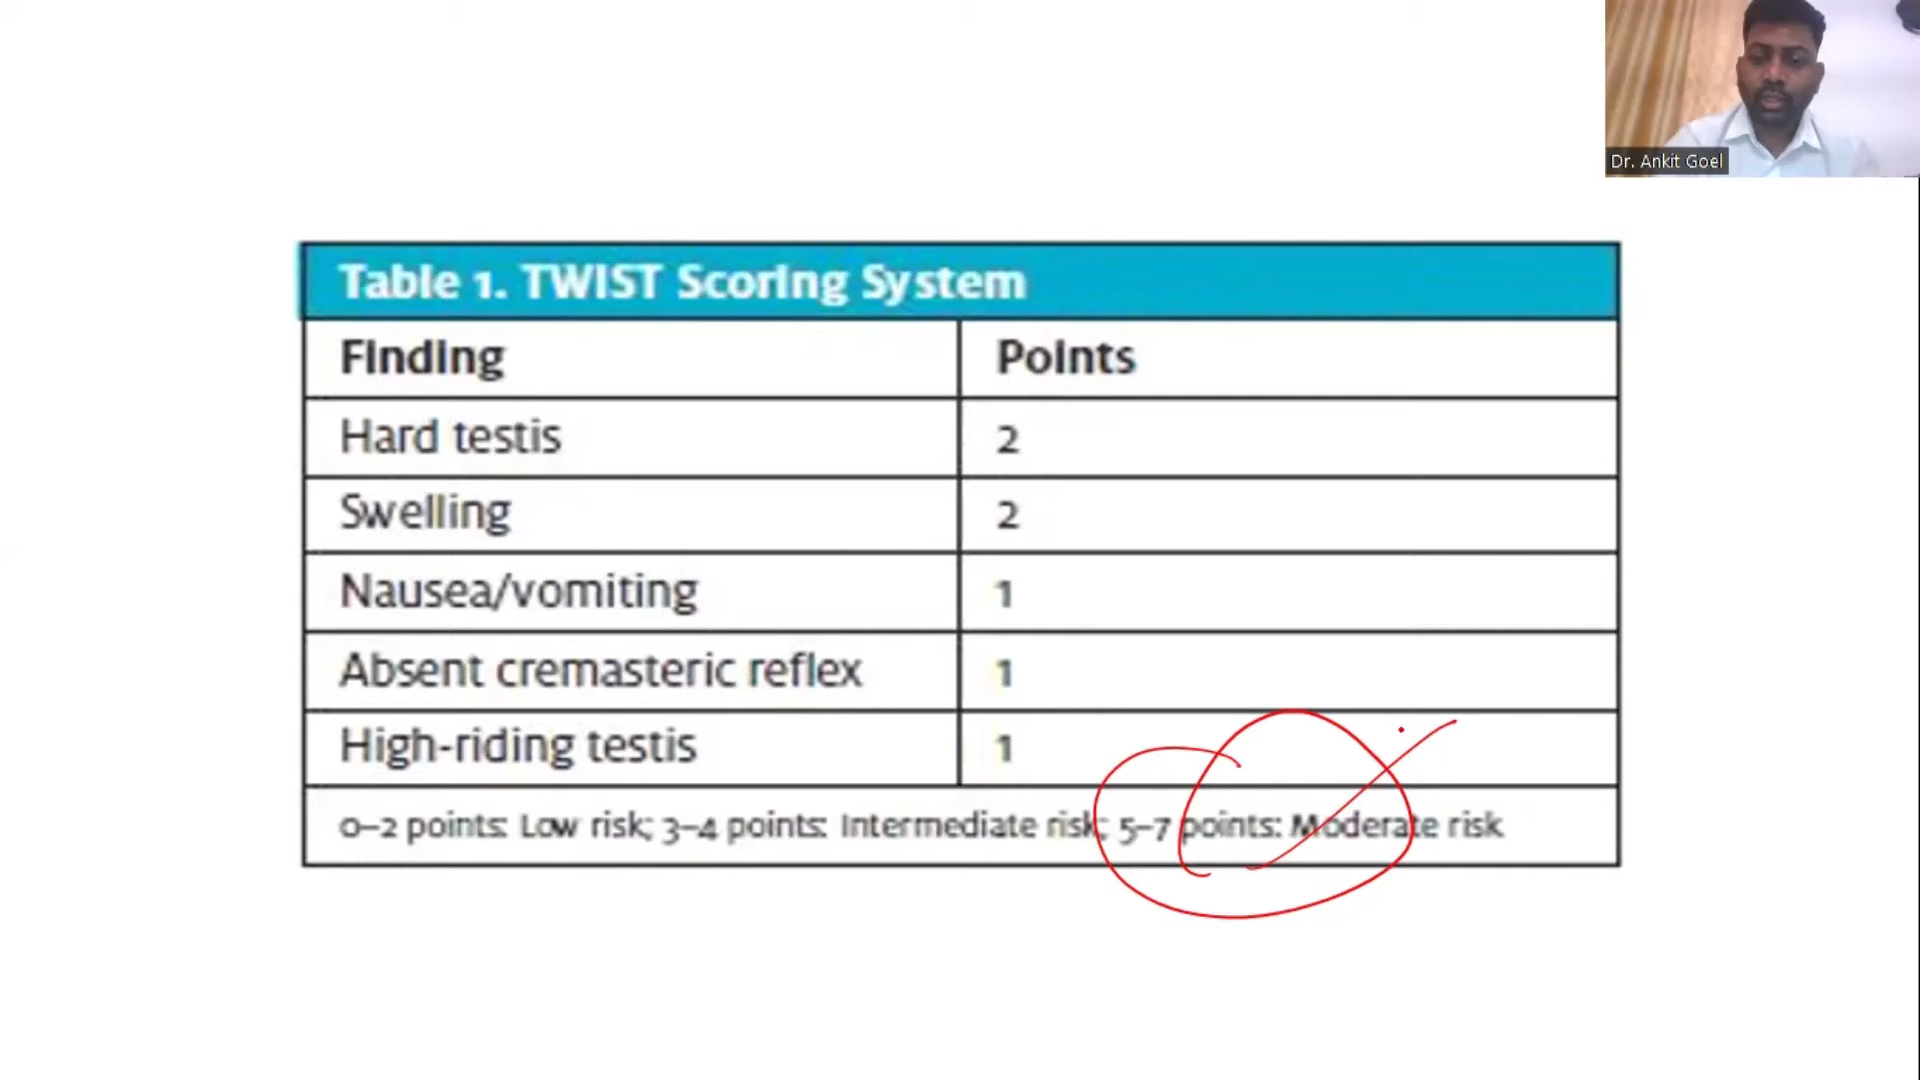 Dr. Ankit Goel
Table 1. TWIST Scoring System
Finding Points
Hard testis 2
Swelling 2
Nausea/vomiting 1
Absent cremasteric reflex 1
High-riding testis 1
0–2 points: Low risk; 3–4 points: Intermediate risk; 5–7 points: Moderate risk